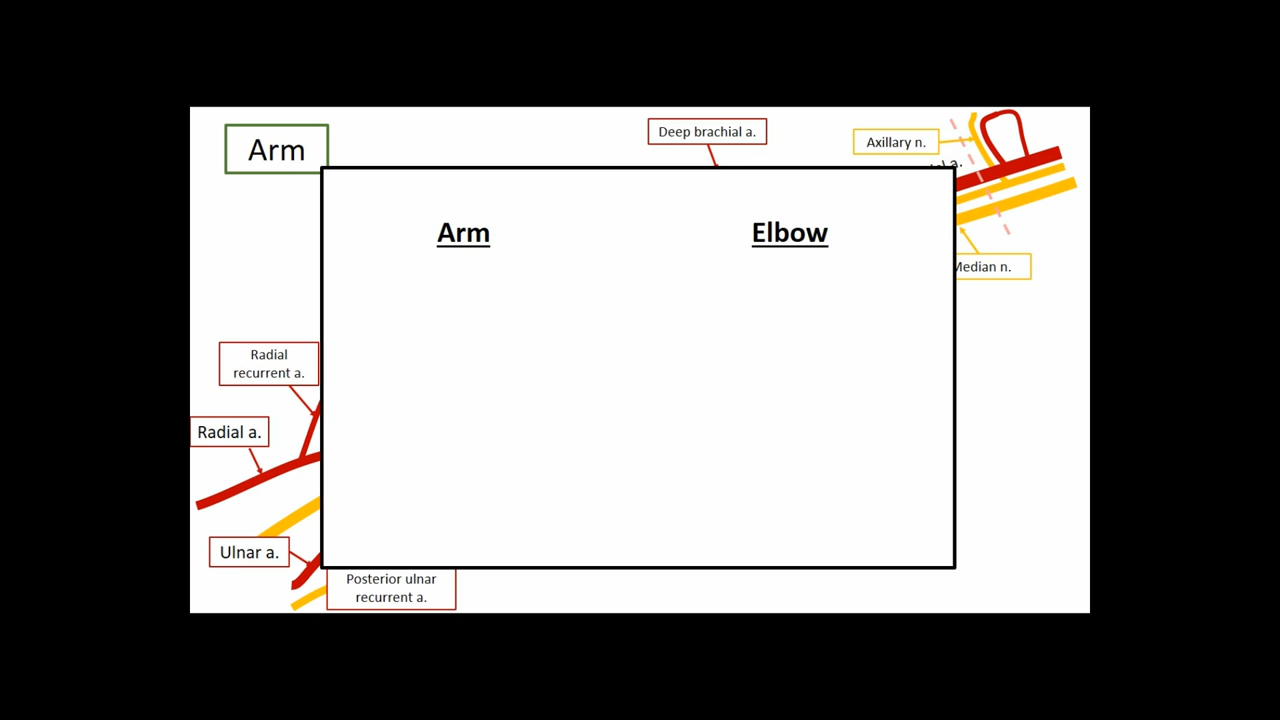 Arm
Deep brachial a.
Axillary n.
a.
Arm
Elbow
Median n.
Radial
recurrent a.
Radial a.
Ulnar a.
Posterior ulnar
recurrent a.